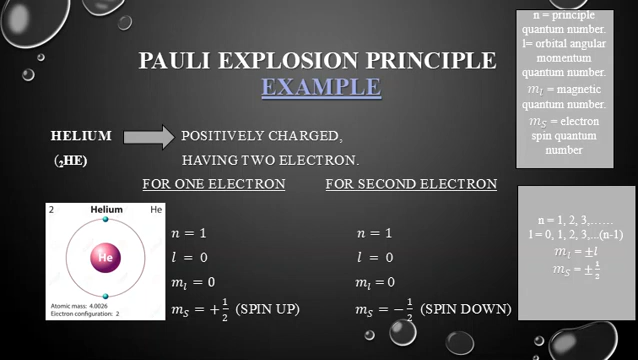 PAULI EXPLOSION PRINCIPLE
EXAMPLE
n = principle
quantum number.
l= orbital angular
momentum
quantum number.
mₗ = magnetic
quantum number.
mₛ = electron
spin quantum
number
HELIUM
(₂HE)
POSITIVELY CHARGED,
HAVING TWO ELECTRON.
FOR ONE ELECTRON
n = 1
l = 0
mₗ = 0
mₛ = +1/2 (SPIN UP)
FOR SECOND ELECTRON
n = 1
l = 0
mₗ = 0
mₛ = −1/2 (SPIN DOWN)
2 Helium He
He
Atomic mass: 4.0026
Electron configuration: 2
n = 1, 2, 3,......
l = 0, 1, 2, 3,...(n-1)
mₗ = ±l
mₛ = ±1/2